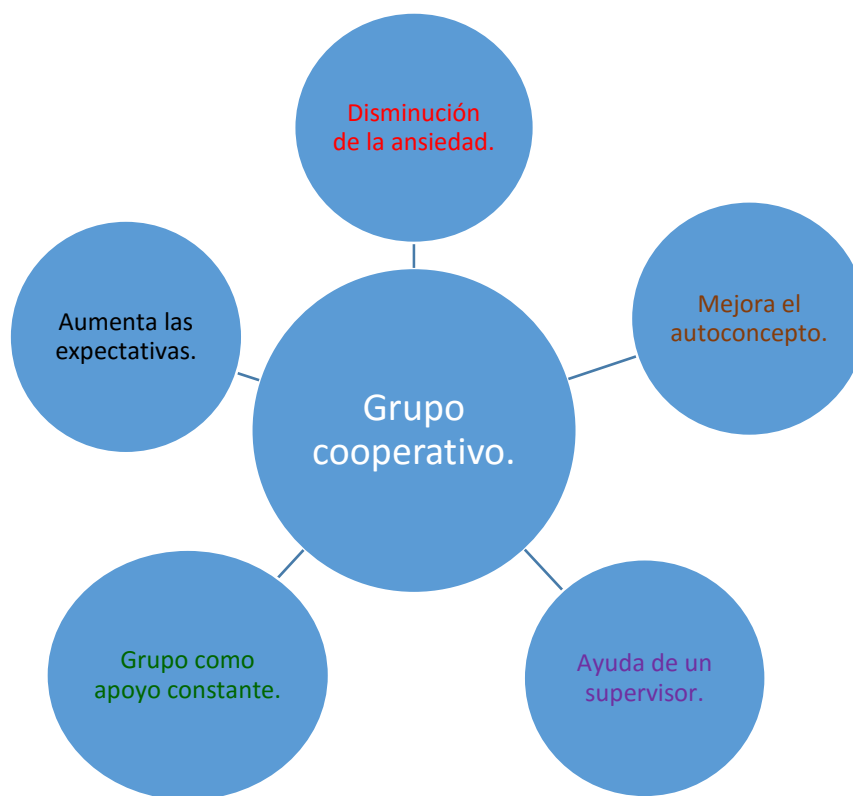 Disminución
de la ansiedad.
Mejora el
autoconcepto.
Aumenta las
expectativas.
Grupo
cooperativo.
Grupo como
apoyo constante.
Ayuda de un
supervisor.